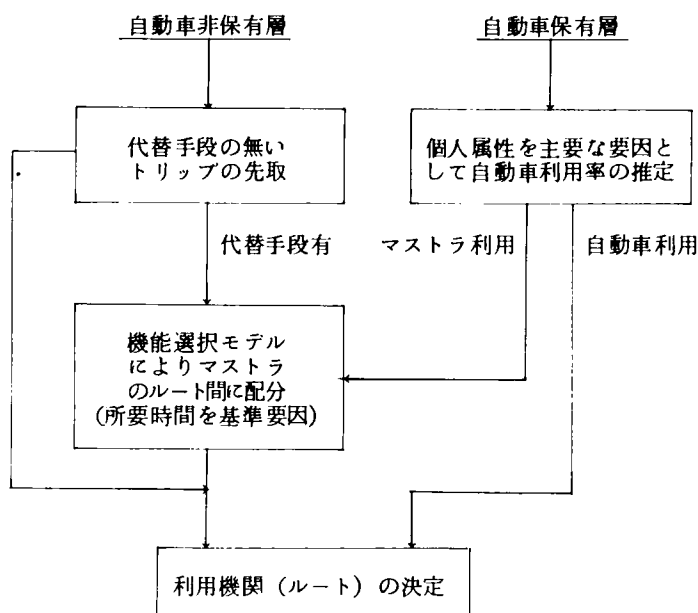 自動車非保有層
自動車保有層
代替手段の無い
トリップの先取
個人属性を主要な要因と
して自動車利用率の推定
代替手段有
マストラ利用
自動車利用
機能選択モデル
によりマストラ
のルート間に配分
(所要時間を基準要因)
利用機関（ルート）の決定